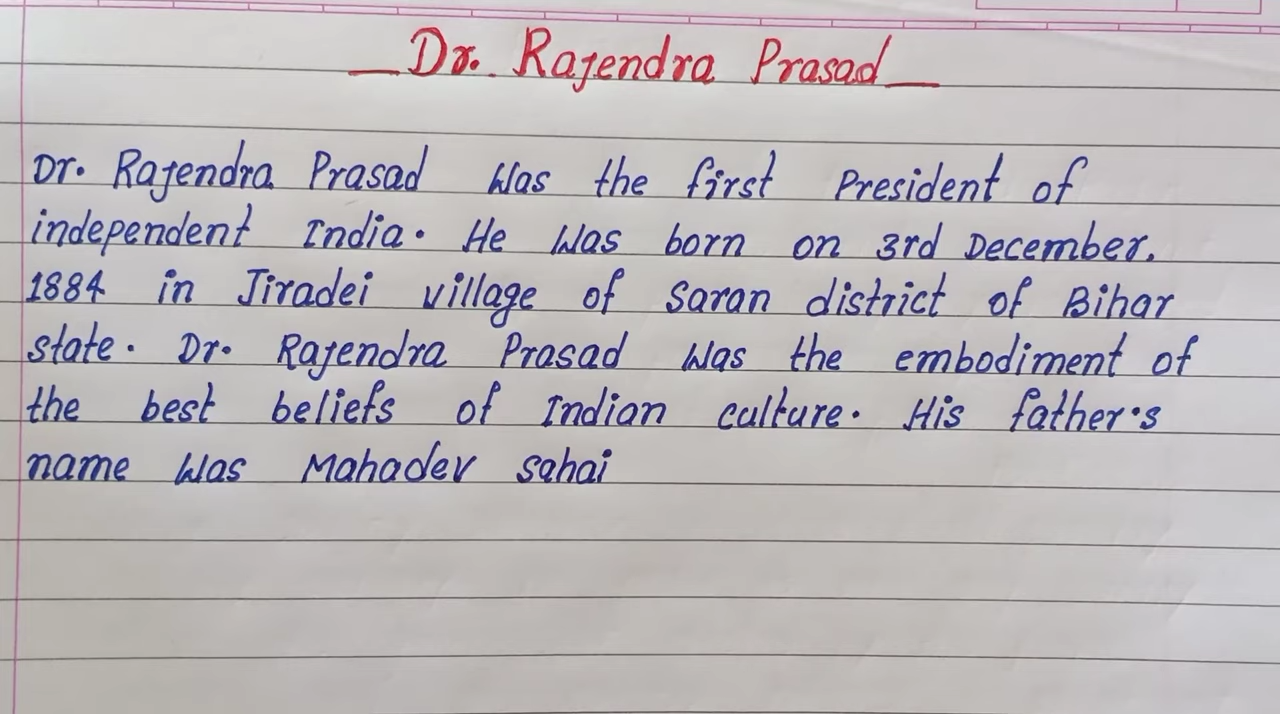 Dr. Rajendra Prasad
Dr. Rajendra Prasad was the first President of
independent India. He was born on 3rd December,
1884 in Jiradei village of Saran district of Bihar
state. Dr. Rajendra Prasad was the embodiment of
the best beliefs of Indian culture. His father's
name was Mahadev sahai